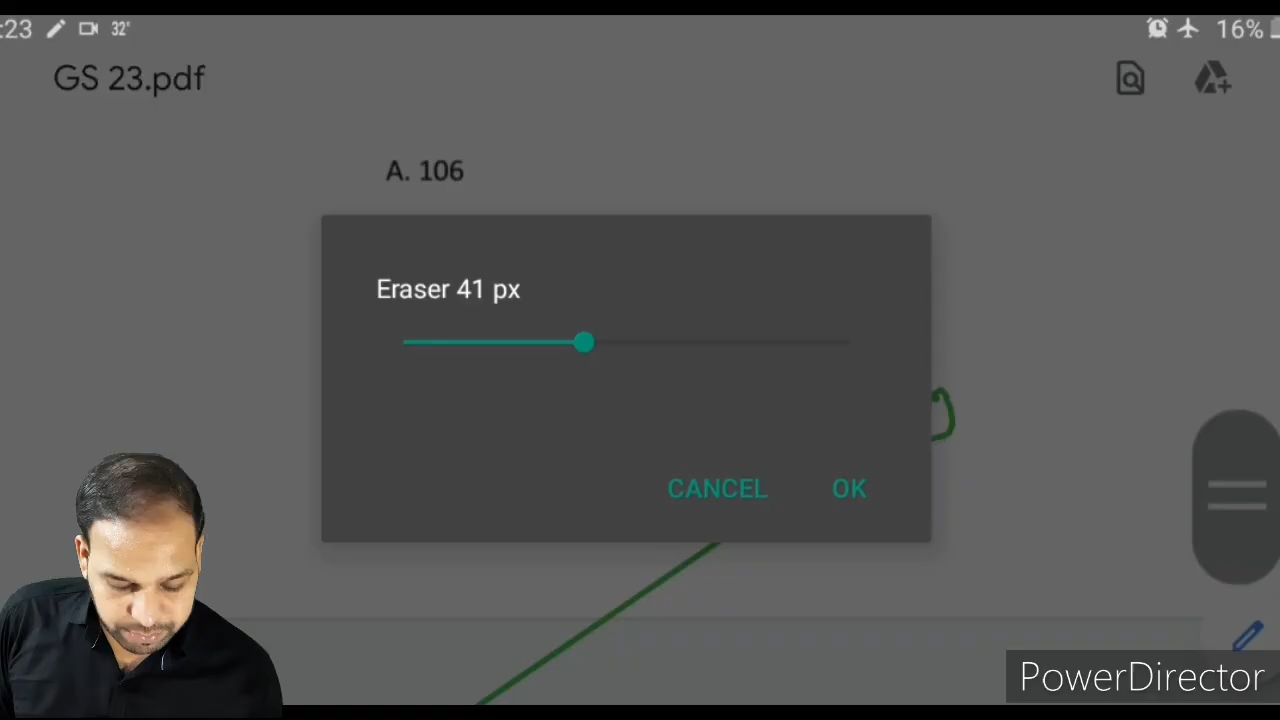 :23 32° 16%
GS 23.pdf
A. 106
Eraser 41 px
CANCEL OK
PowerDirector